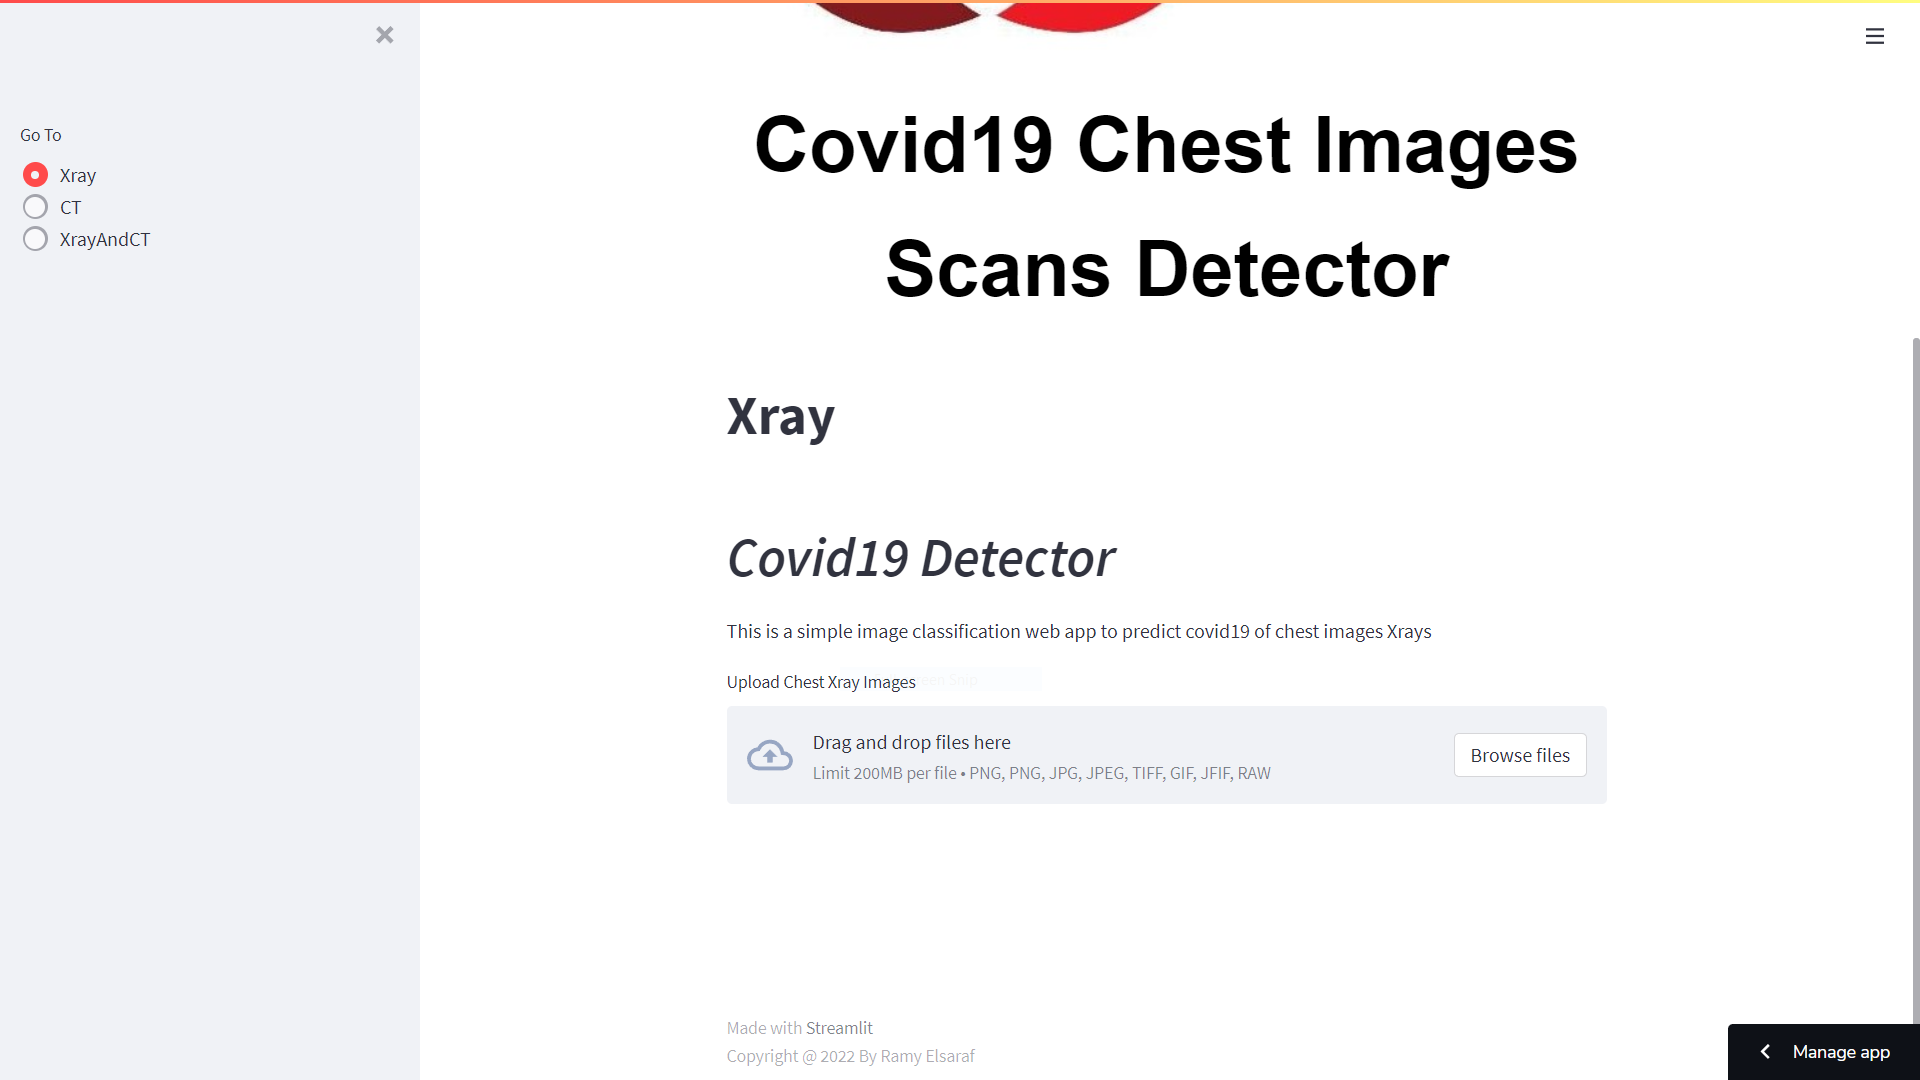 Go To
Xray
CT
XrayAndCT
Covid19 Chest Images
Scans Detector
Xray
Covid19 Detector
This is a simple image classification web app to predict covid19 of chest images Xrays
Upload Chest Xray Images
Drag and drop files here
Limit 200MB per file • PNG, PNG, JPG, JPEG, TIFF, GIF, JFIF, RAW
Browse files
Made with Streamlit
Copyright @ 2022 By Ramy Elsaraf
Manage app